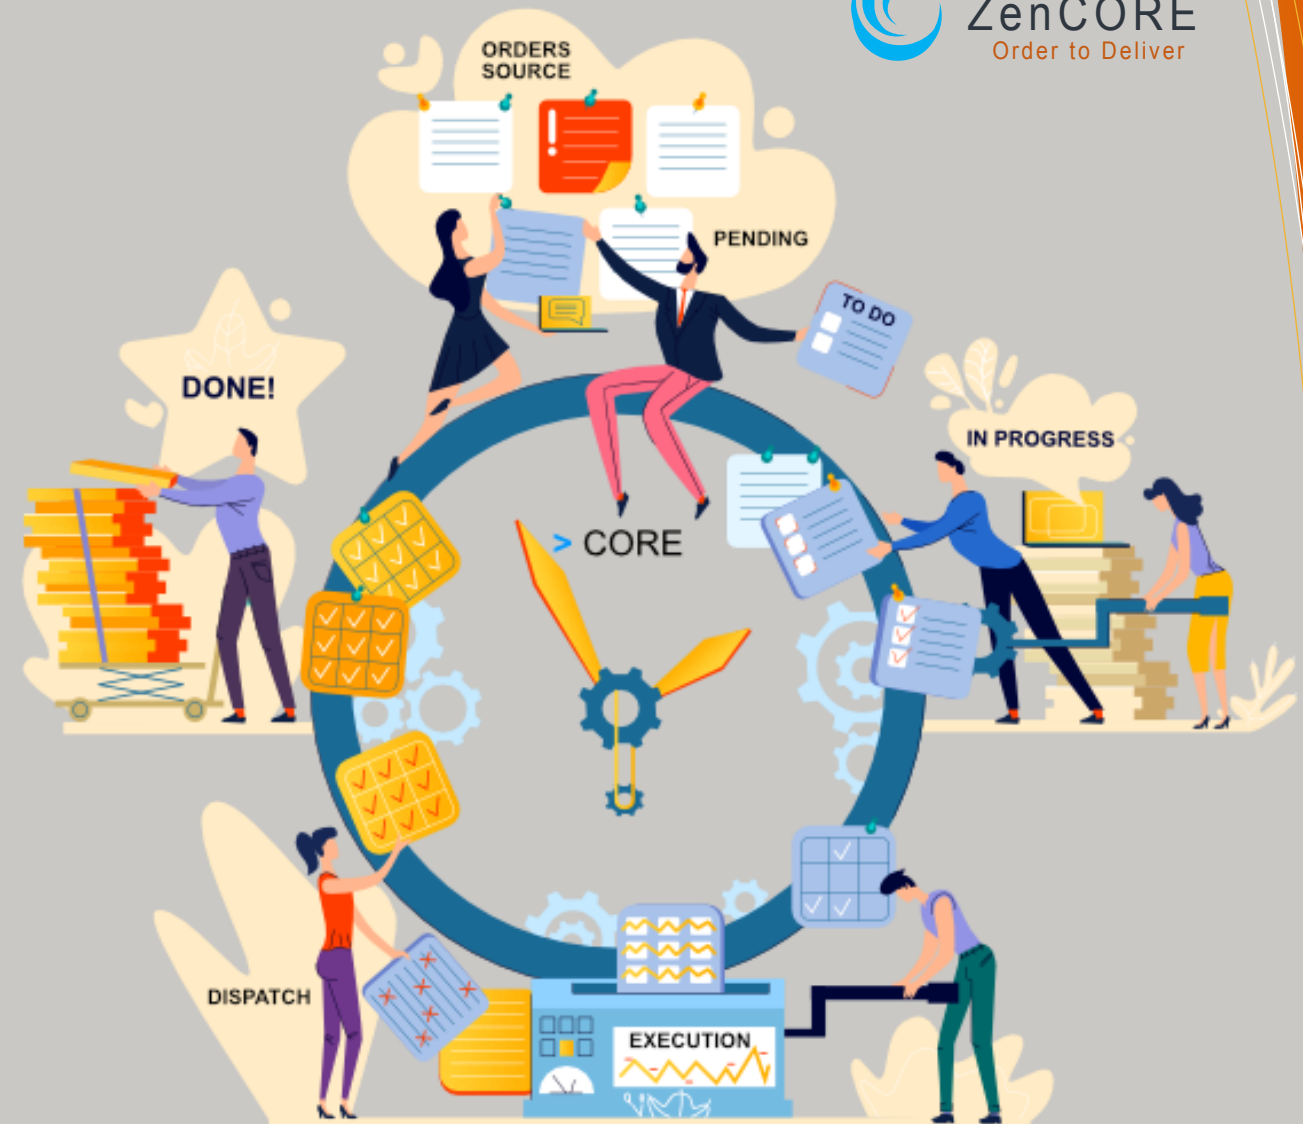 ZenCORE
Order to Deliver
ORDERS
SOURCE
PENDING
TO DO
DONE!
IN PROGRESS
> CORE
DISPATCH
EXECUTION